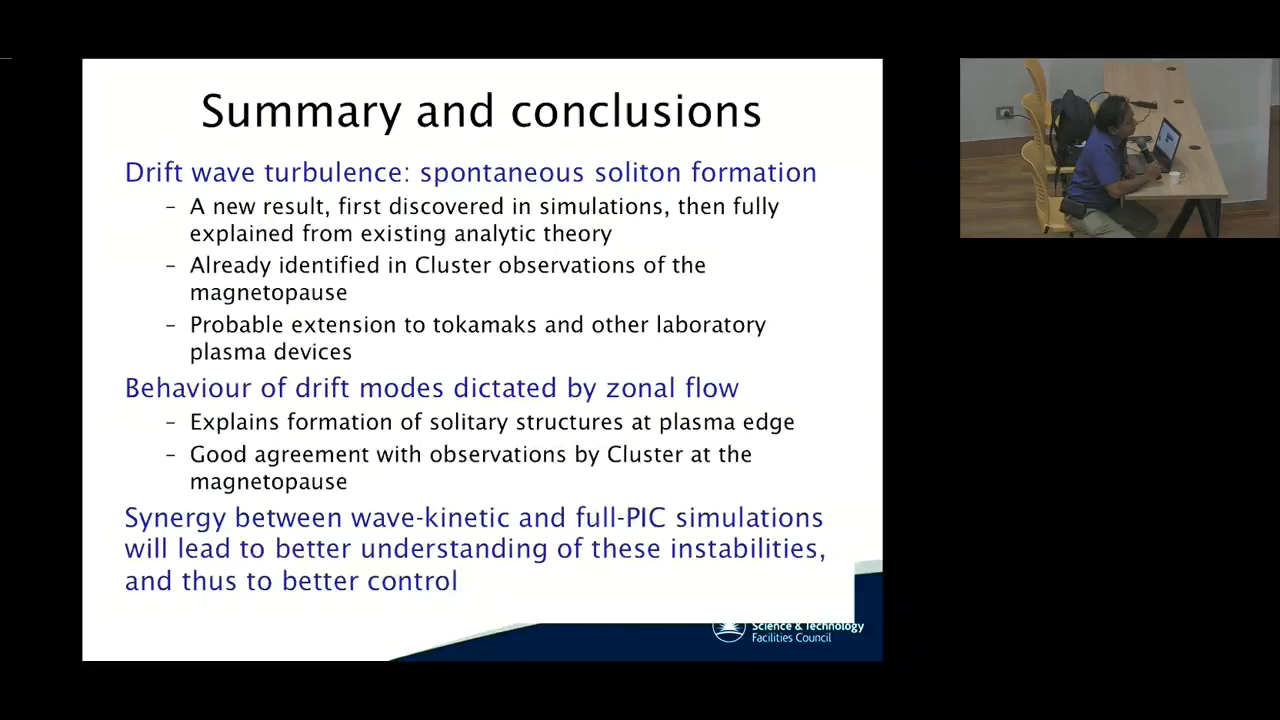 Summary and conclusions
Drift wave turbulence: spontaneous soliton formation
– A new result, first discovered in simulations, then fully
explained from existing analytic theory
– Already identified in Cluster observations of the
magnetopause
– Probable extension to tokamaks and other laboratory
plasma devices
Behaviour of drift modes dictated by zonal flow
– Explains formation of solitary structures at plasma edge
– Good agreement with observations by Cluster at the
magnetopause
Synergy between wave-kinetic and full-PIC simulations
will lead to better understanding of these instabilities,
and thus to better control
Science & Technology
Facilities Council